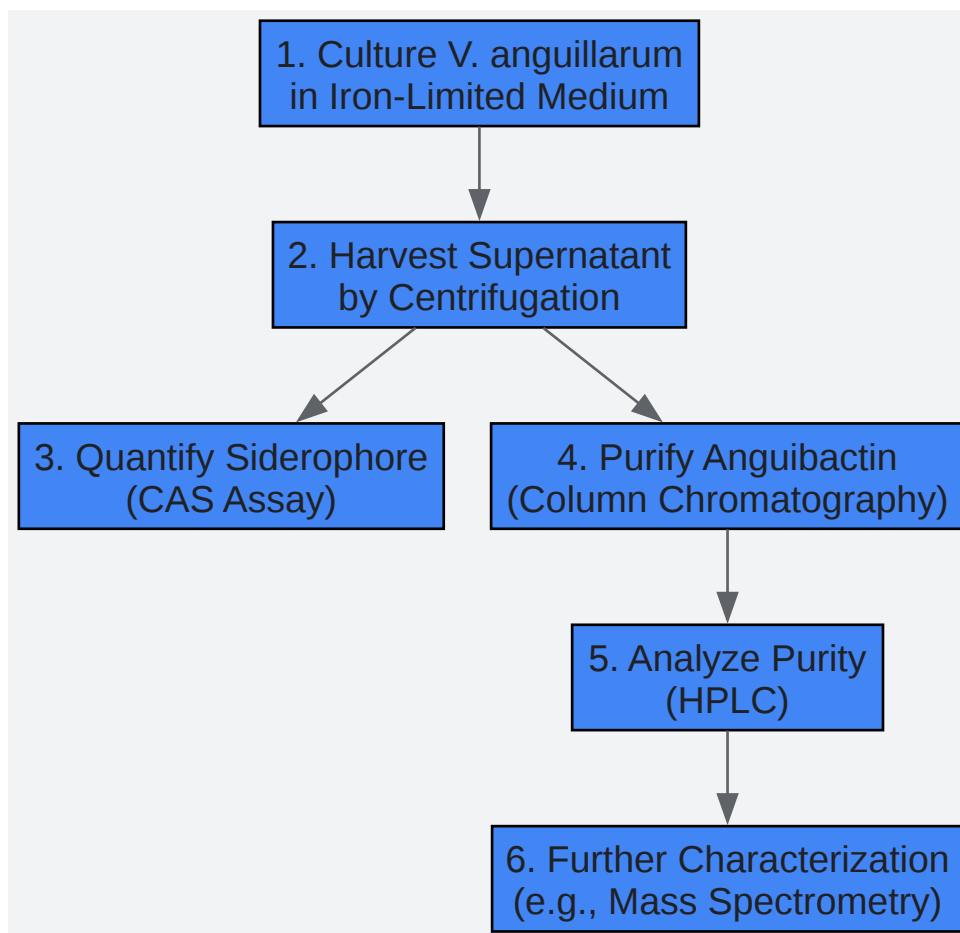 1. Culture V. anguillarum
in Iron-Limited Medium
2. Harvest Supernatant
by Centrifugation
3. Quantify Siderophore
(CAS Assay)
4. Purify Anguibactin
(Column Chromatography)
5. Analyze Purity
(HPLC)
6. Further Characterization
(e.g., Mass Spectrometry)